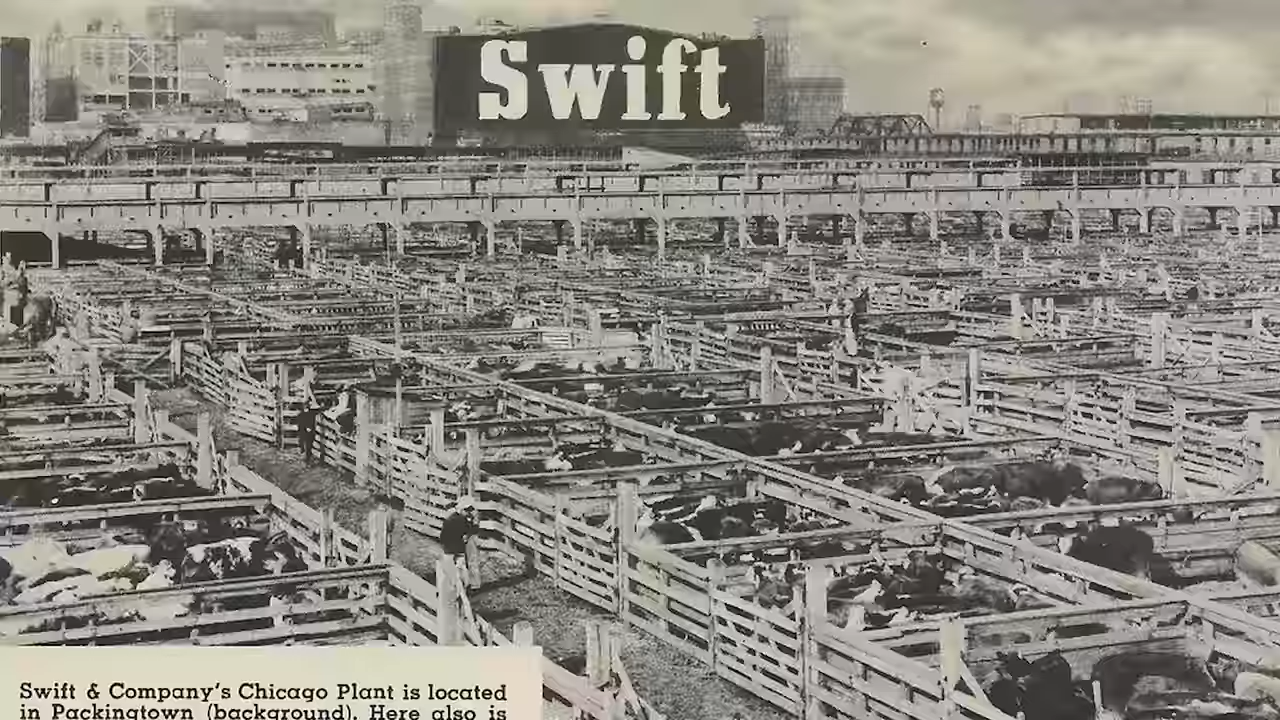 Swift
Swift & Company's Chicago Plant is located
in Packingtown (background). Here also is